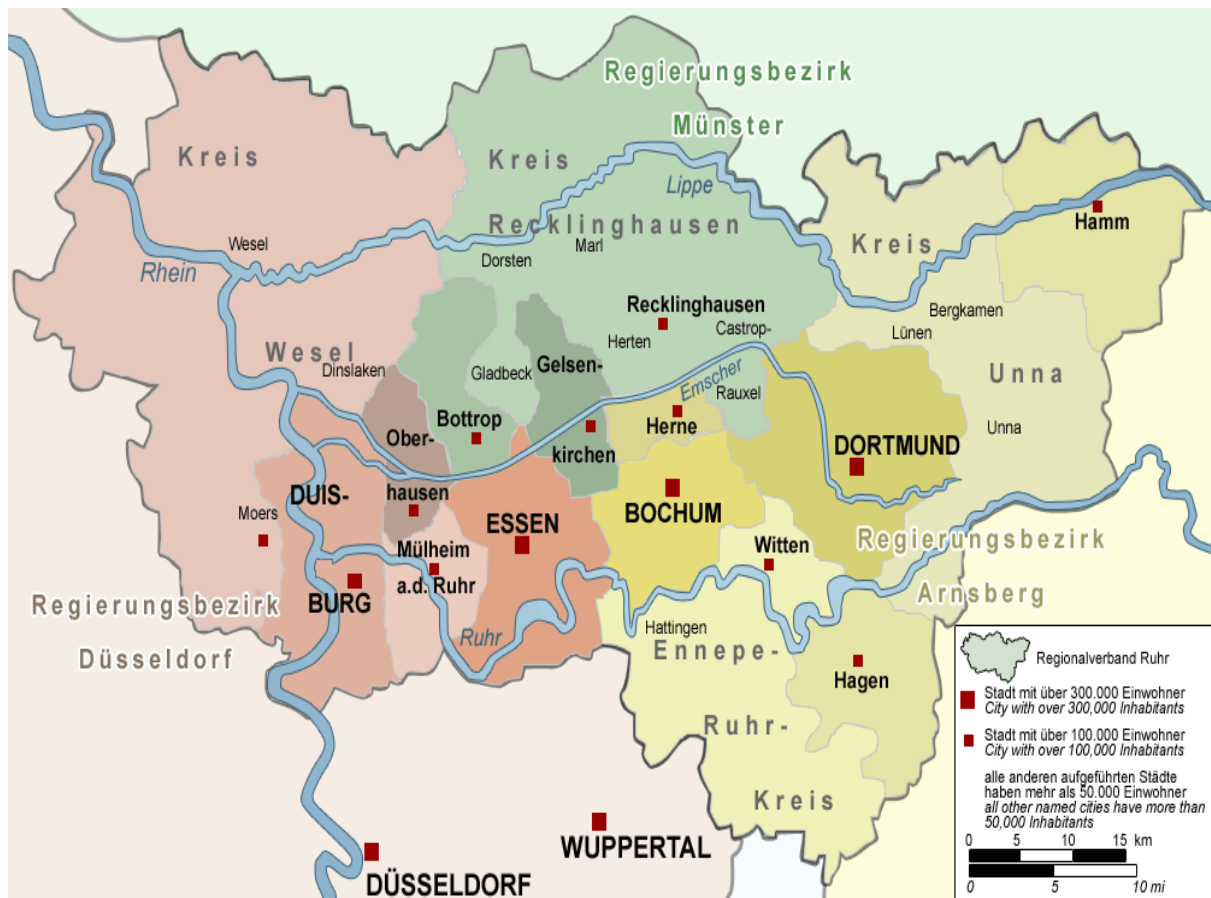 Regierungsbezirk
Münster
Kreis
Recklinghausen
Kreis
Wesel
Lippe
Kreis
Unna
Hamm
Wesel
Rhein
Dorsten
Marl
Recklinghausen
Herten
Castrop-
Rauxel
Bergkamen
Lünen
Dinslaken
Gladbeck
Gelsen-
kirchen
Emscher
Bottrop
Ober-
hausen
Herne
Unna
DORTMUND
DUIS-
BURG
Moers
ESSEN
BOCHUM
Mülheim
a.d. Ruhr
Witten
Regierungsbezirk
Arnsberg
Regierungsbezirk
Düsseldorf
Ruhr
Hattingen
Ennepe-
Ruhr-
Kreis
Hagen
WUPPERTAL
DÜSSELDORF
Regionalverband Ruhr
Stadt mit über 300.000 Einwohner
City with over 300,000 Inhabitants
Stadt mit über 100.000 Einwohner
City with over 100,000 Inhabitants
alle anderen aufgeführten Städte
haben mehr als 50.000 Einwohner
all other named cities have more than
50,000 Inhabitants
0 5 10 15 km
0 5 10 mi